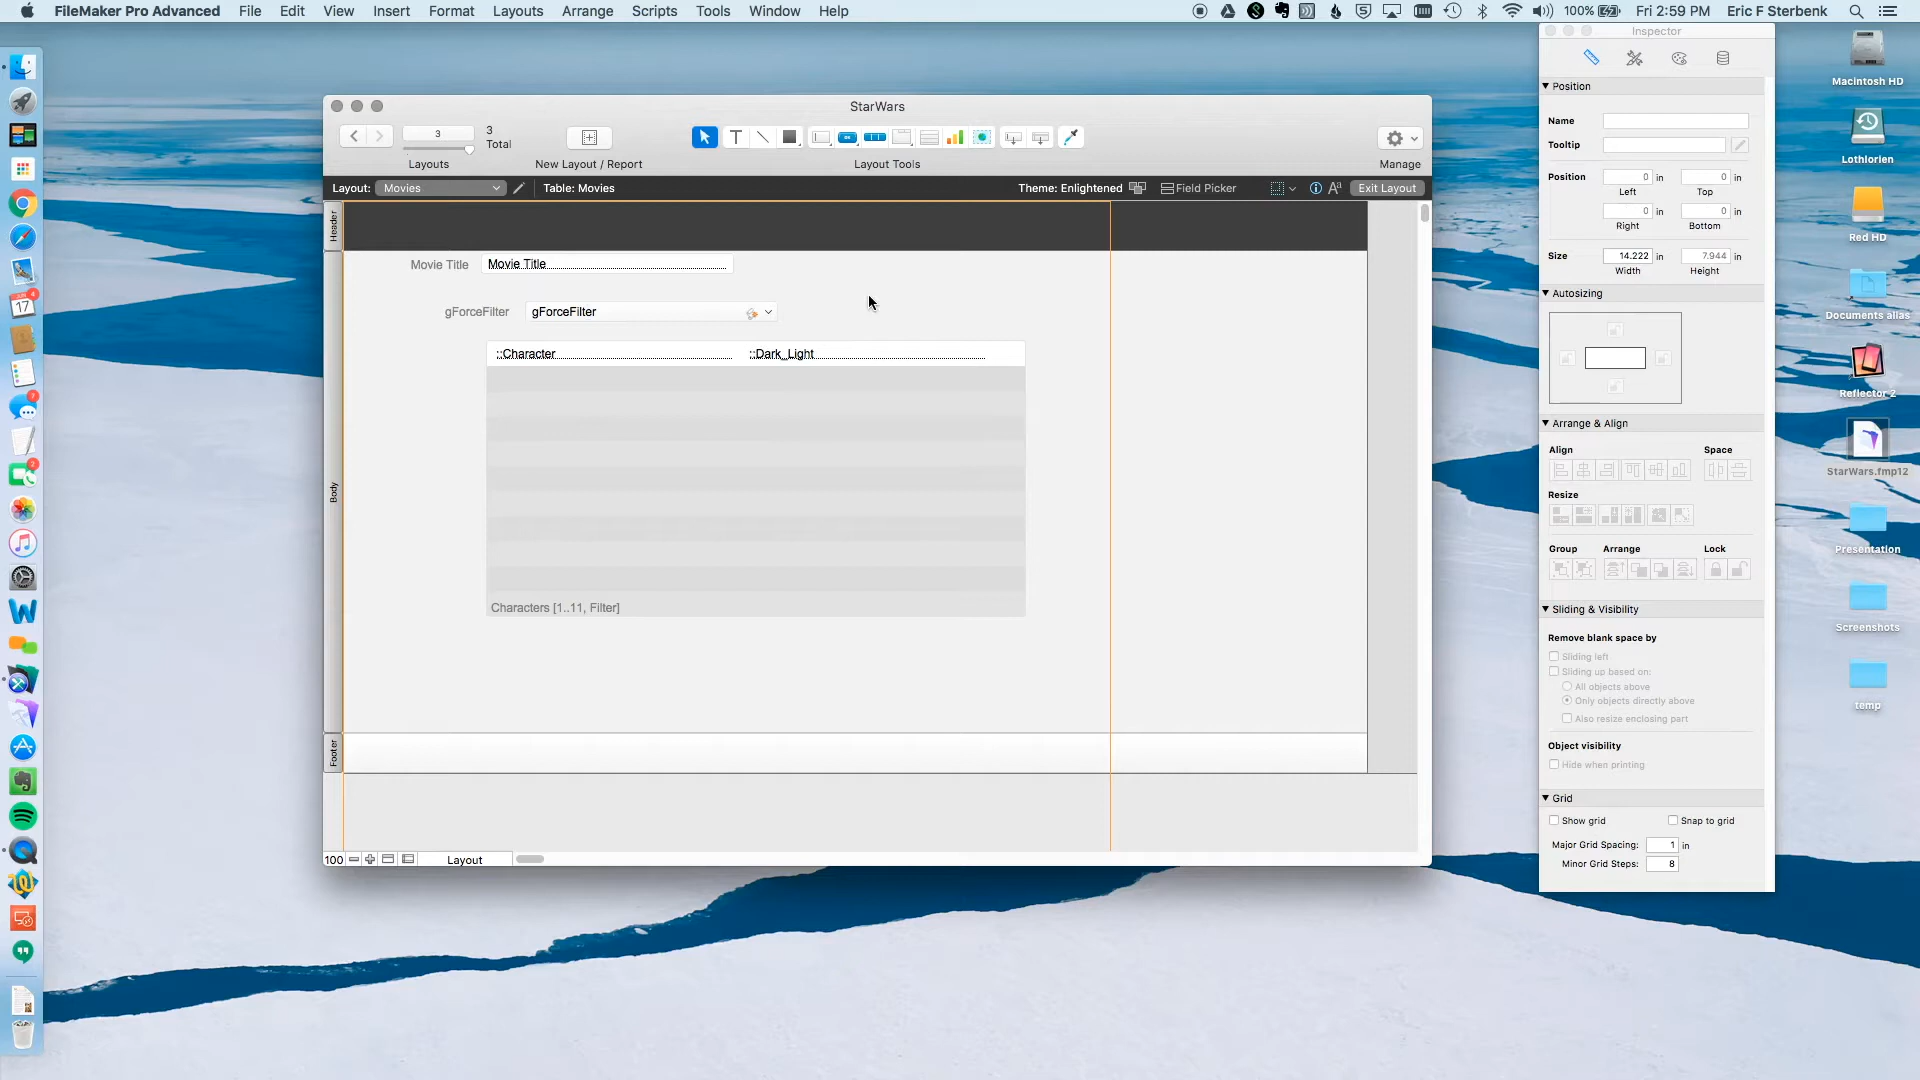 FileMaker Pro Advanced File Edit View Insert Format Layouts Arrange Scripts Tools Window Help
100% Fri 2:59 PM Eric F Sterbenk
Inspector
StarWars
3 3 Total
Layouts New Layout / Report Layout Tools Manage
Layout: Movies Table: Movies Theme: Enlightened Field Picker Exit Layout
Header
Movie Title Movie Title
gForceFilter gForceFilter
::Character ::Dark_Light
Body
Characters [1..11, Filter]
Footer
100 Layout
Position
Name
Tooltip
Position 0 in 0 in
Left Top
0 in 0 in
Right Bottom
Size 14.222 in 7.944 in
Width Height
Autosizing
Arrange & Align
Align Space
Resize
Group Arrange Lock
Sliding & Visibility
Remove blank space by
Sliding left
Sliding up based on:
All objects above
Only objects directly above
Also resize enclosing part
Object visibility
Hide when printing
Grid
Show grid Snap to grid
Major Grid Spacing: 1 in
Minor Grid Steps: 8
Macintosh HD
Lothlorien
Red HD
Documents alias
Reflector 2
StarWars.fmp12
Presentation
Screenshots
temp
4
17
7
2